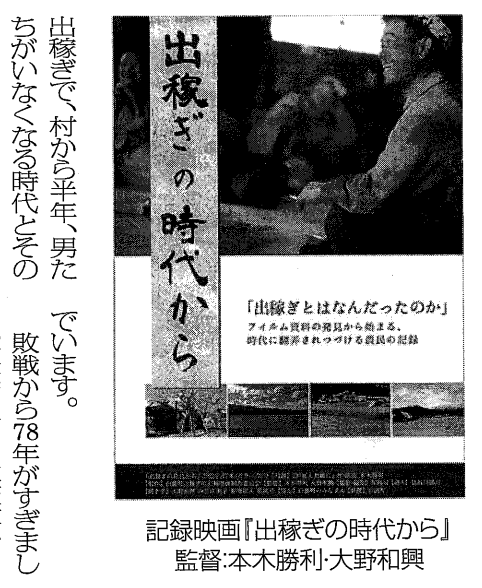 出稼ぎで、村から半年、男た
ちがいなくなる時代とその
でいます。
敗戦から78年がすぎまし
出稼ぎの時代から
「出稼ぎとはなんだったのか」
フィルム資料の発見から始まる、
時代に翻弄されつづける農民の記録
記録映画『出稼ぎの時代から』
監督:本木勝利·大野和興